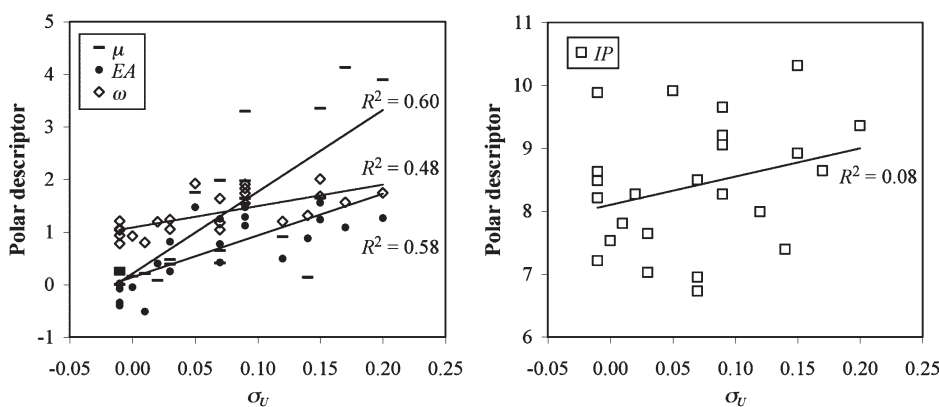 5
4
3
2
1
0
-1
Polar descriptor
μ
EA
ω
R² = 0.60
R² = 0.48
R² = 0.58
-0.05 0.00 0.05 0.10 0.15 0.20 0.25
σU
11
10
9
8
7
6
Polar descriptor
IP
R² = 0.08
-0.05 0.00 0.05 0.10 0.15 0.20 0.25
σU